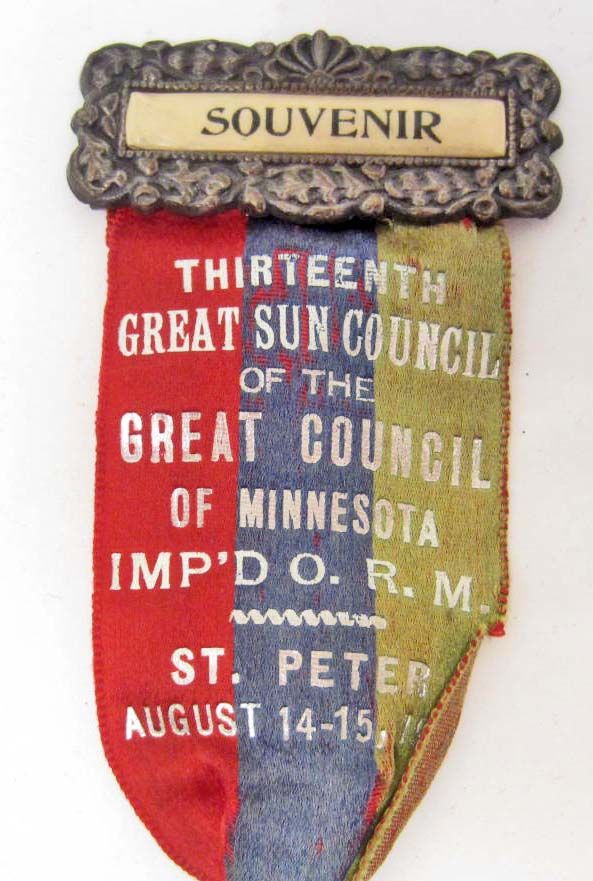 SOUVENIR
THIRTEENTH
GREAT SUN COUNCIL
OF THE
GREAT COUNCIL
OF MINNESOTA
IMP'D O. R. M.
ST. PETER
AUGUST 14-15,